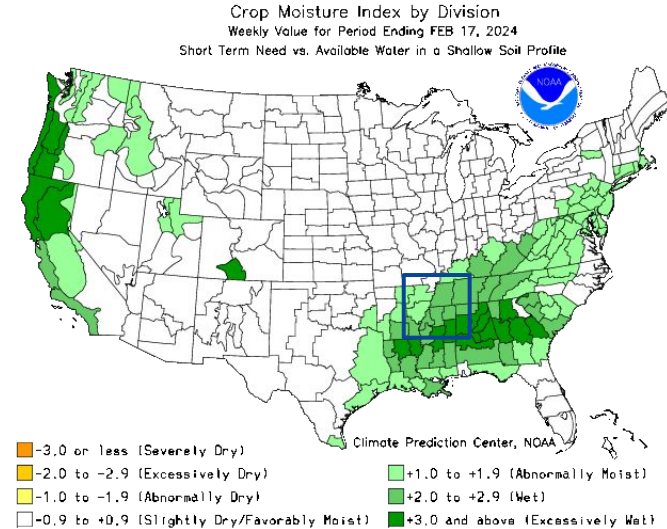 Crop Moisture Index by Division
Weekly Value for Period Ending FEB 17, 2024
Short Term Need vs. Available Water in a Shallow Soil Profile
NOAA
Climate Prediction Center, NOAA
-3.0 or less (Severely Dry)
-2.0 to -2.9 (Excessively Dry)
-1.0 to -1.9 (Abnormally Dry)
-0.9 to +0.9 (Slightly Dry/Favorably Moist)
+1.0 to +1.9 (Abnormally Moist)
+2.0 to +2.9 (Wet)
+3.0 and above (Excessively Wet)